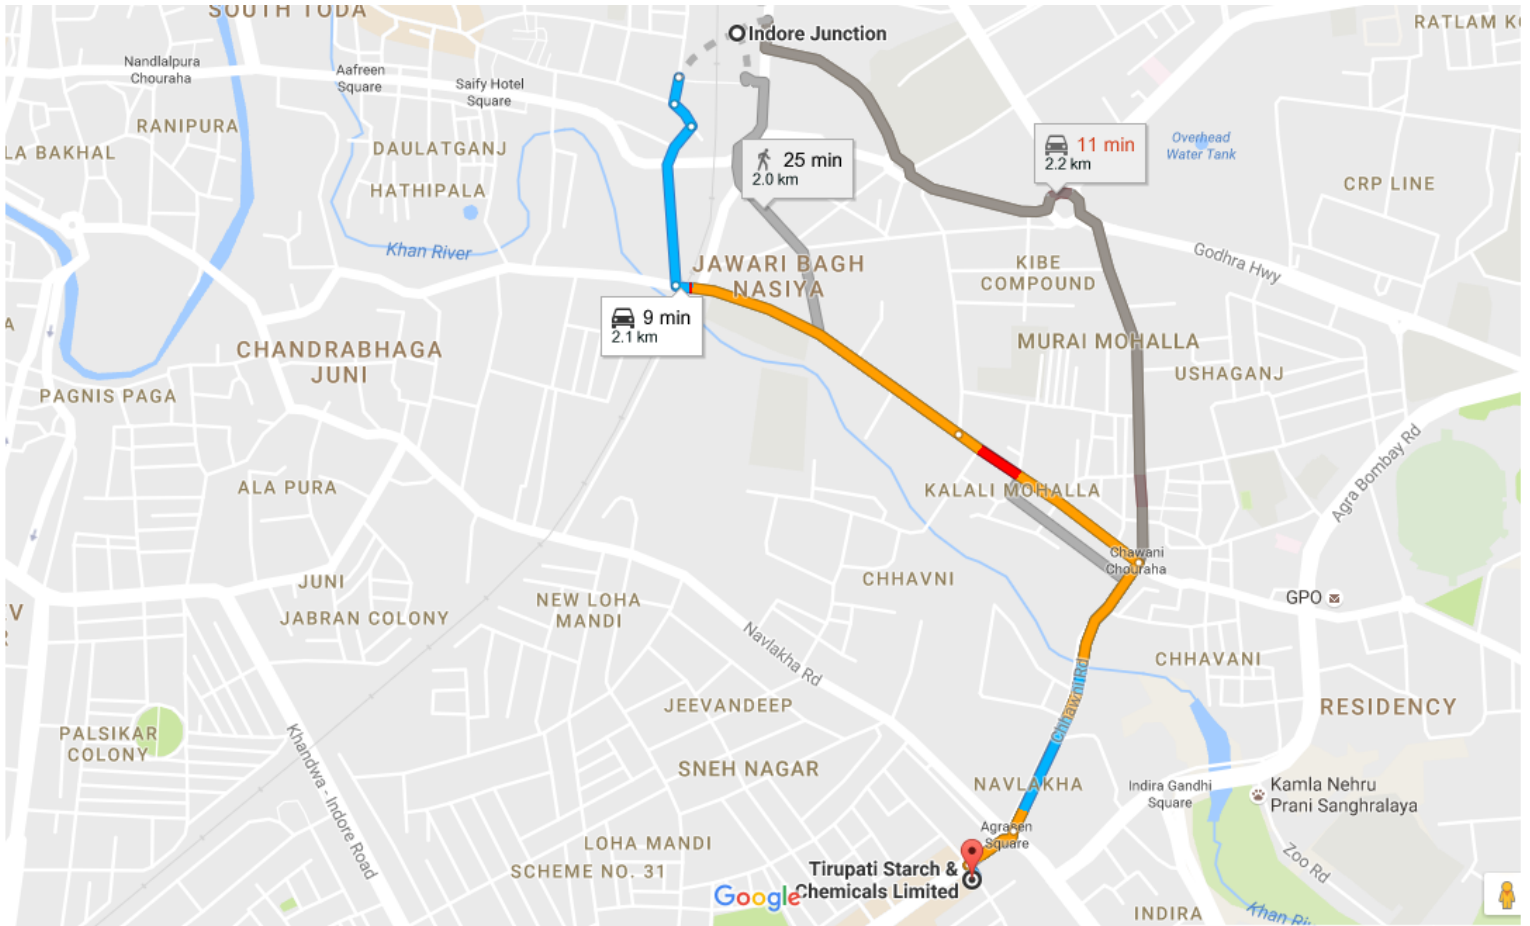 SOUTH TODA
Indore Junction
RATLAM K
Nandlalpura
Chouraha
Aafreen
Square
Saify Hotel
Square
RANIPURA
LA BAKHAL
DAULATGANJ
HATHIPALA
25 min
2.0 km
11 min
2.2 km
Overhead
Water Tank
CRP LINE
Khan River
JAWARI BAGH
NASIYA
KIBE
COMPOUND
Godhra Hwy
9 min
2.1 km
A
CHANDRABHAGA
JUNI
MURAI MOHALLA
USHAGANJ
PAGNIS PAGA
Agra Bombay Rd
ALA PURA
KALALI MOHALLA
Chawani
Chouraha
CHHAVNI
JUNI
JABRAN COLONY
NEW LOHA
MANDI
GPO
V
Navlakha Rd
CHHAVANI
Chhawni Rd
JEEVANDEEP
RESIDENCY
PALSIKAR
COLONY
Khandwa - Indore Road
SNEH NAGAR
NAVLAKHA
Indira Gandhi
Square
Kamla Nehru
Prani Sanghralaya
Agrasen
Square
LOHA MANDI
SCHEME NO. 31
Zoo Rd
Tirupati Starch &
Chemicals Limited
Google
INDIRA
Khan Ri